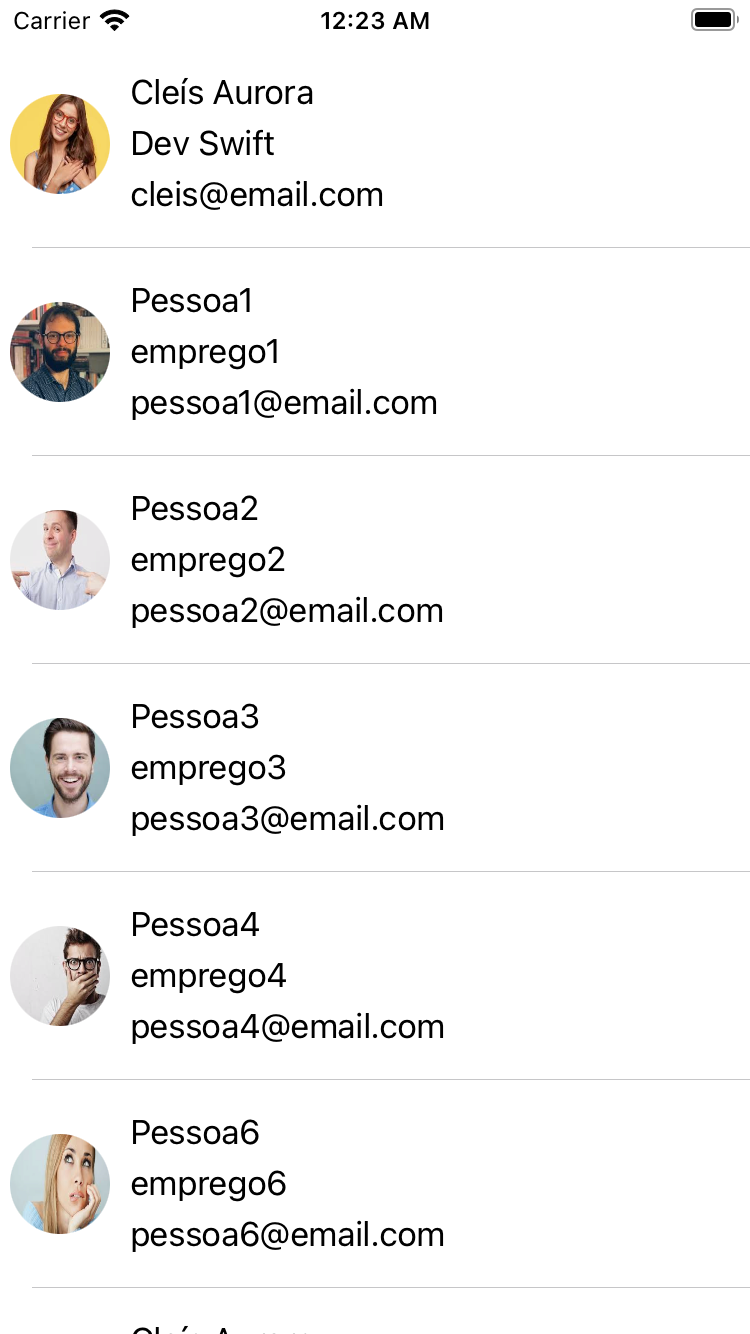 Carrier 12:23 AM
Cleís Aurora
Dev Swift
cleis@email.com
Pessoa1
emprego1
pessoa1@email.com
Pessoa2
emprego2
pessoa2@email.com
Pessoa3
emprego3
pessoa3@email.com
Pessoa4
emprego4
pessoa4@email.com
Pessoa6
emprego6
pessoa6@email.com